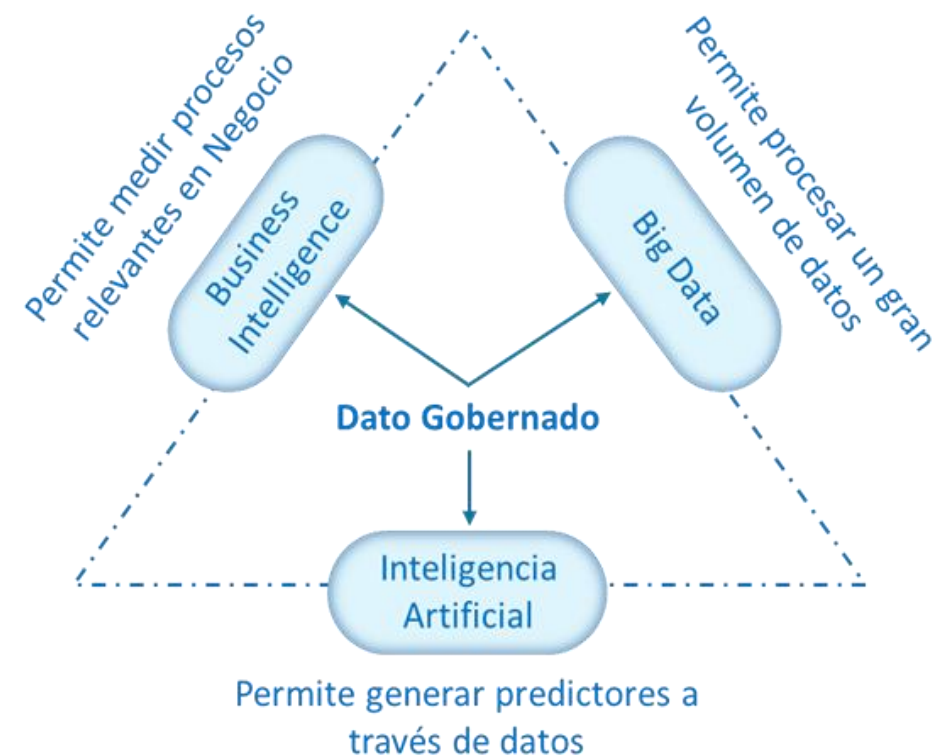 Permite medir procesos
relevantes en Negocio
Business
Intelligence
Permite procesar un gran
volumen de datos
Big Data
Dato Gobernado
Inteligencia
Artificial
Permite generar predictores a
través de datos